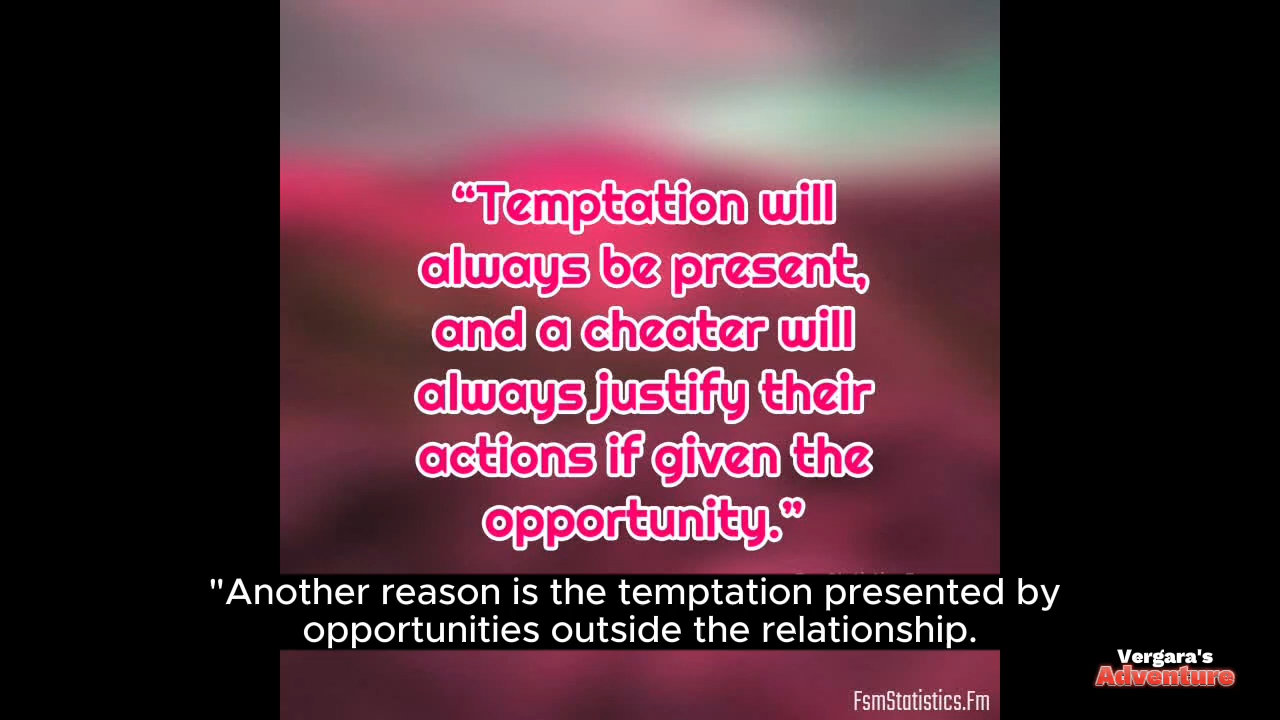 “Temptation will
always be present,
and a cheater will
always justify their
actions if given the
opportunity.”
"Another reason is the temptation presented by
opportunities outside the relationship.
Vergara's
Adventure
FsmStatistics.Fm